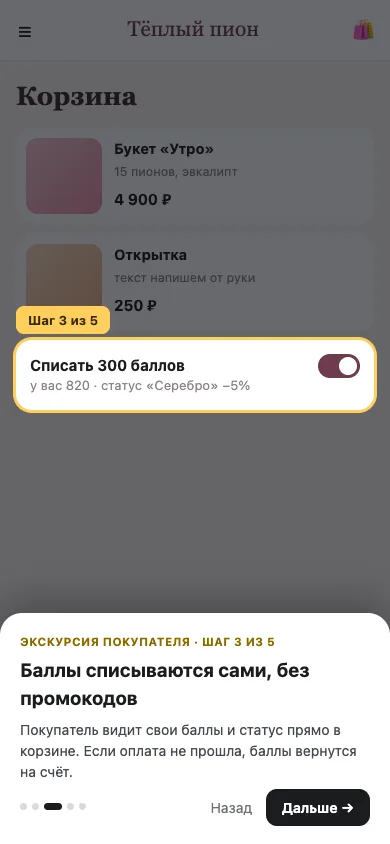 Тёплый пион
Корзина
Букет «Утро»
15 пионов, эвкалипт
4 900 ₽
Открытка
текст напишем от руки
250 ₽
Шаг 3 из 5
Списать 300 баллов
у вас 820 · статус «Серебро» −5%
ЭКСКУРСИЯ ПОКУПАТЕЛЯ · ШАГ 3 ИЗ 5
Баллы списываются сами, без
промокодов
Покупатель видит свои баллы и статус прямо в
корзине. Если оплата не прошла, баллы вернутся
на счёт.
Назад
Дальше →